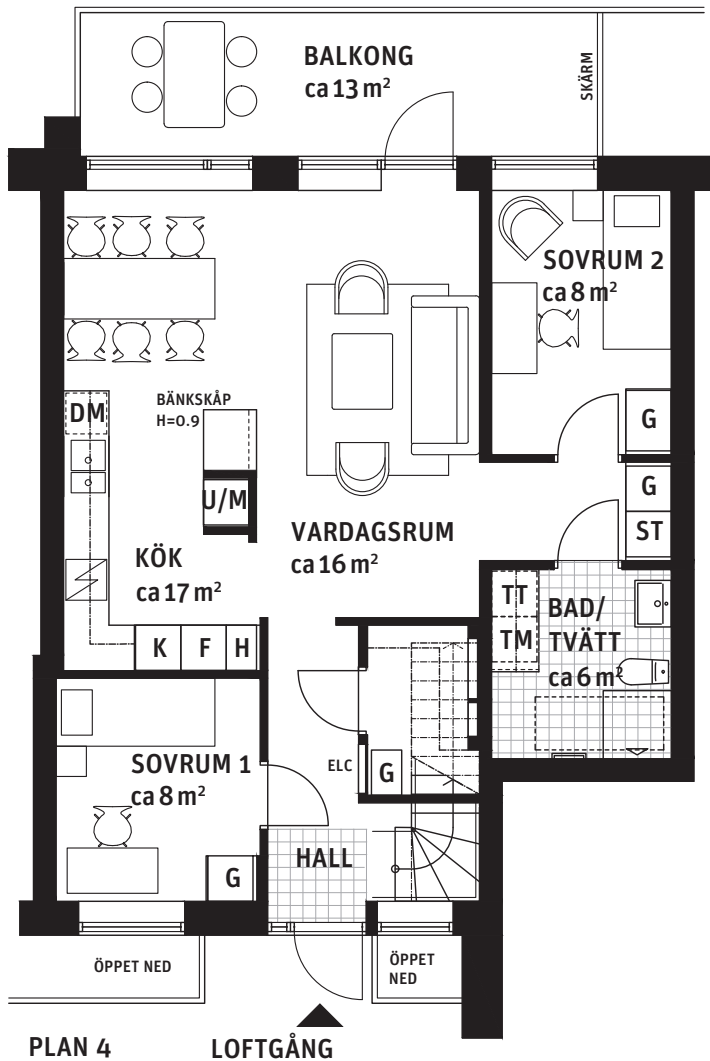 BALKONG
ca 13 m²
SKÄRM
SOVRUM 2
ca 8 m²
BÄNKSKÅP
H=0.9
DM
G
G
U/M
ST
VARDAGSRUM
ca 16 m²
KÖK
ca 17 m²
TT
BAD/
TVÄTT
TM
ca 6 m²
K
F
H
SOVRUM 1
ca 8 m²
ELC
G
HALL
G
ÖPPET NED
ÖPPET
NED
PLAN 4
LOFTGÅNG